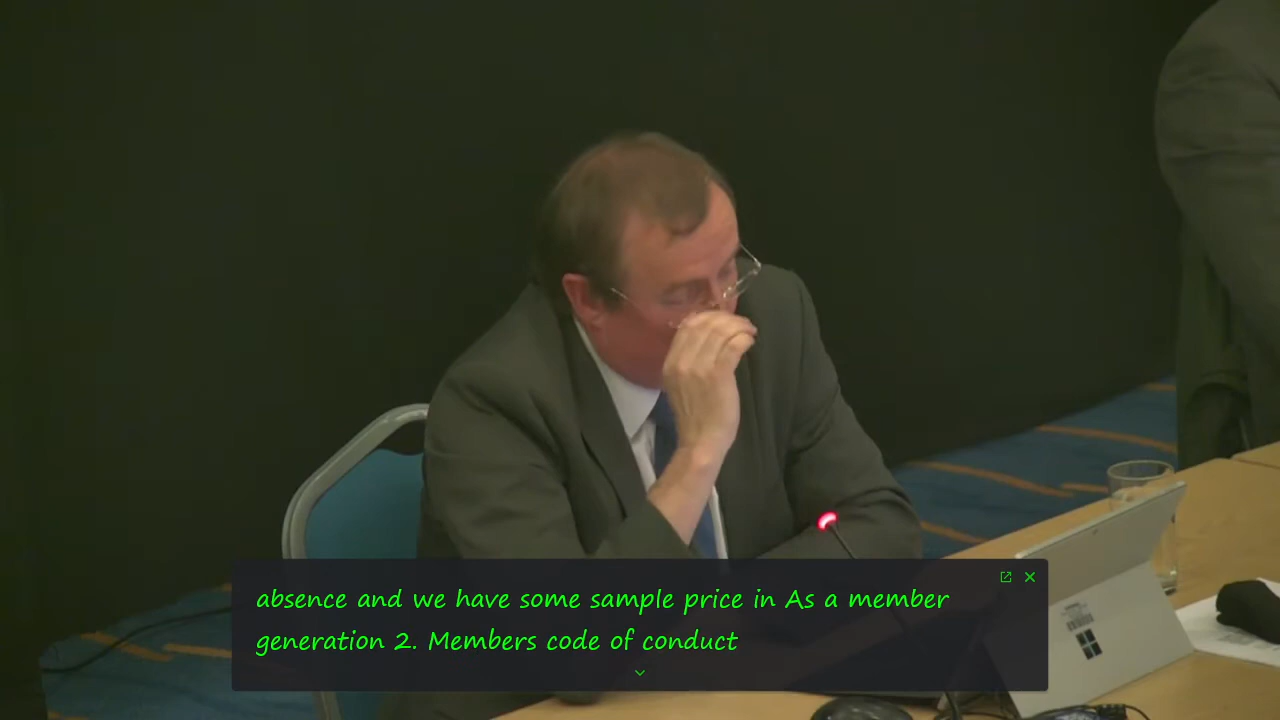 absence and we have some sample price in As a member
generation 2. Members code of conduct